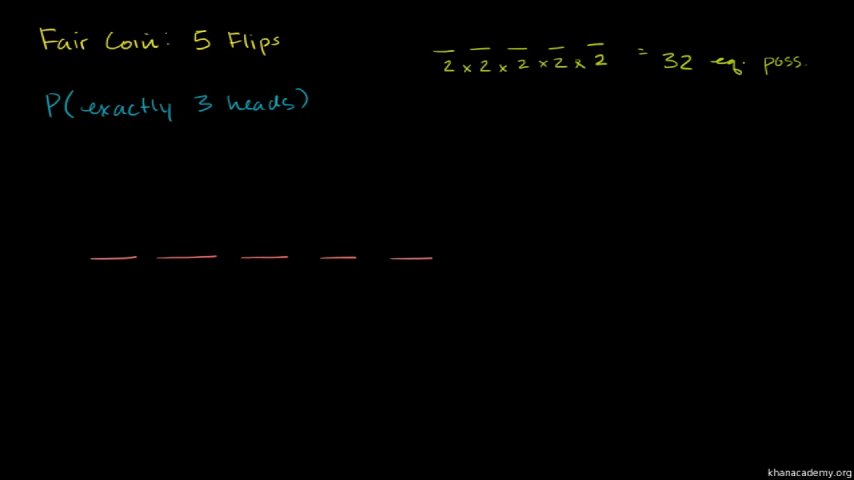 Fair Coin: 5 Flips
2 x 2 x 2 x 2 x 2 = 32 eq. poss.
P(exactly 3 heads)
khanacademy.org